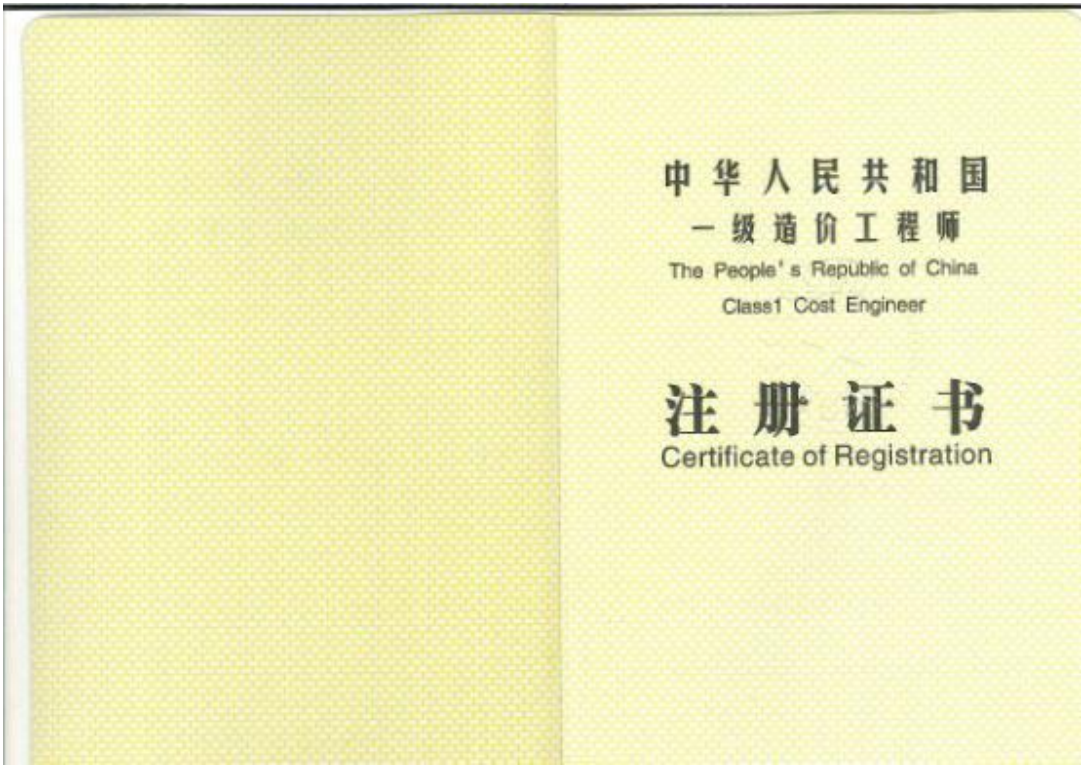 中华人民共和国
一级造价工程师
The People's Republic of China
Class1 Cost Engineer
注册证书
Certificate of Registration